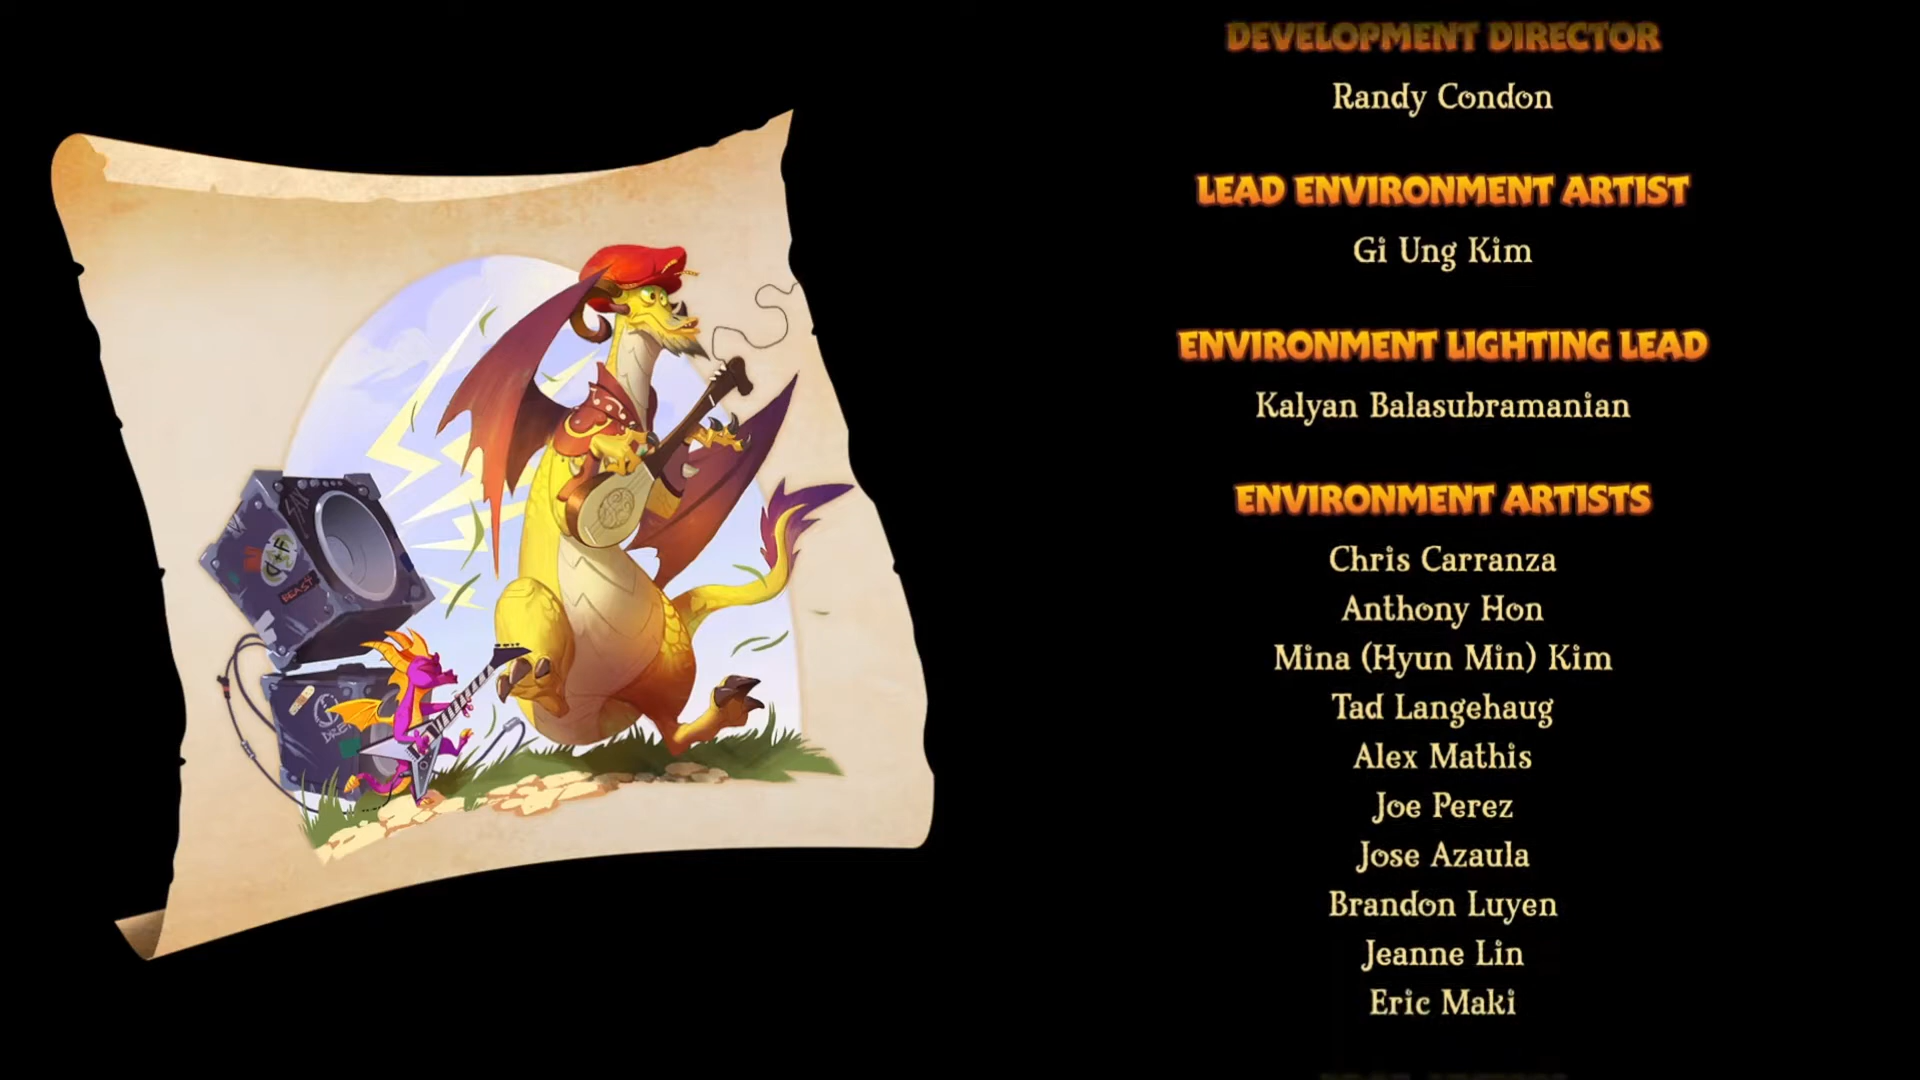 DEVELOPMENT DIRECTOR
Randy Condon
LEAD ENVIRONMENT ARTIST
Gi Ung Kim
ENVIRONMENT LIGHTING LEAD
Kalyan Balasubramanian
ENVIRONMENT ARTISTS
Chris Carranza
Anthony Hon
Mina (Hyun Min) Kim
Tad Langehaug
Alex Mathis
Joe Perez
Jose Azaula
Brandon Luyen
Jeanne Lin
Eric Maki